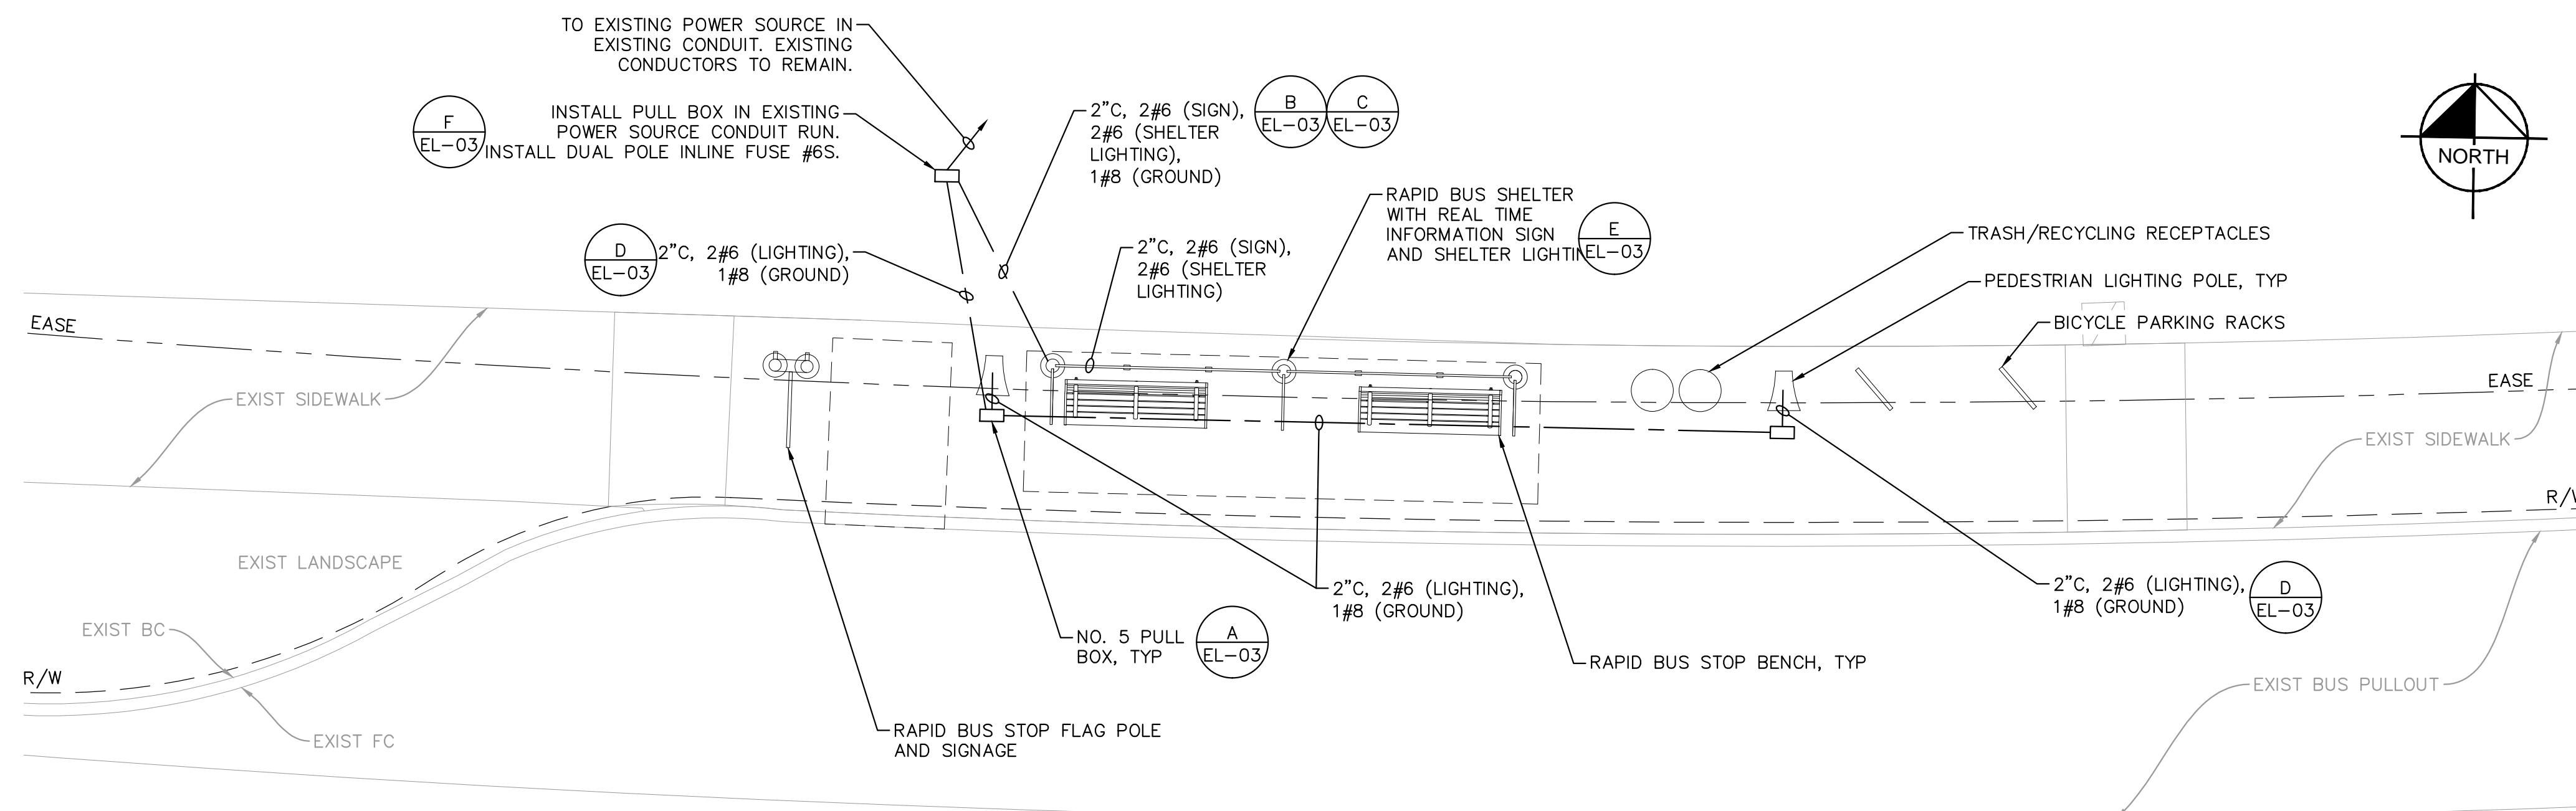 TO EXISTING POWER SOURCE IN
EXISTING CONDUIT. EXISTING
CONDUCTORS TO REMAIN.
F
EL-03
INSTALL PULL BOX IN EXISTING
POWER SOURCE CONDUIT RUN.
INSTALL DUAL POLE INLINE FUSE #6S.
2"C, 2#6 (SIGN),
2#6 (SHELTER
LIGHTING),
1#8 (GROUND)
B
EL-03
C
EL-03
NORTH
D
EL-03
2"C, 2#6 (LIGHTING),
1#8 (GROUND)
2"C, 2#6 (SIGN),
2#6 (SHELTER
LIGHTING)
RAPID BUS SHELTER
WITH REAL TIME
INFORMATION SIGN
AND SHELTER LIGHTIN
E
EL-03
TRASH/RECYCLING RECEPTACLES
PEDESTRIAN LIGHTING POLE, TYP
BICYCLE PARKING RACKS
EASE
EXIST SIDEWALK
EASE
EXIST SIDEWALK
R/W
EXIST LANDSCAPE
EXIST BC
R/W
EXIST FC
NO. 5 PULL
BOX, TYP
A
EL-03
2"C, 2#6 (LIGHTING),
1#8 (GROUND)
2"C, 2#6 (LIGHTING),
1#8 (GROUND)
D
EL-03
RAPID BUS STOP BENCH, TYP
EXIST BUS PULLOUT
RAPID BUS STOP FLAG POLE
AND SIGNAGE